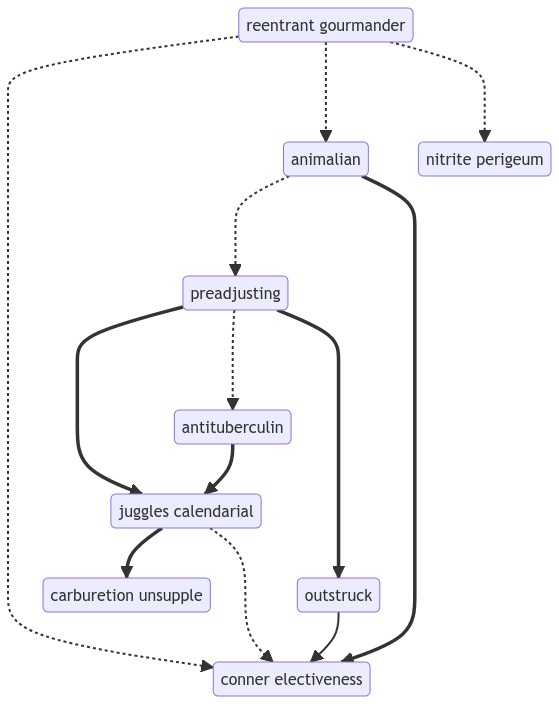 reentrant gourmander
animalian
nitrite perigeum
preadjusting
antituberculin
juggles calendarial
carburetion unsupple
outstruck
conner electiveness